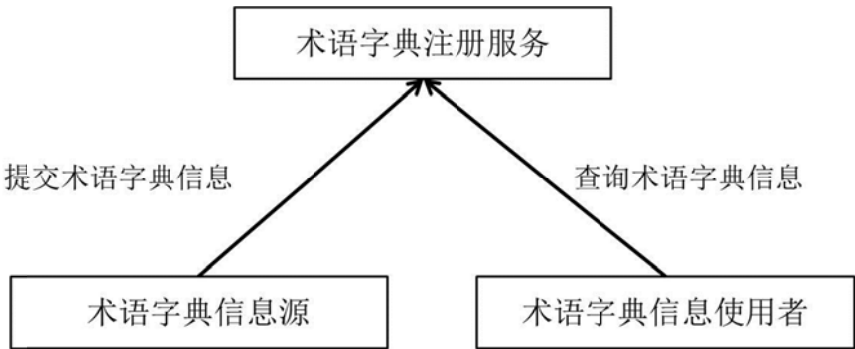 术语字典注册服务
提交术语字典信息
查询术语字典信息
术语字典信息源
术语字典信息使用者